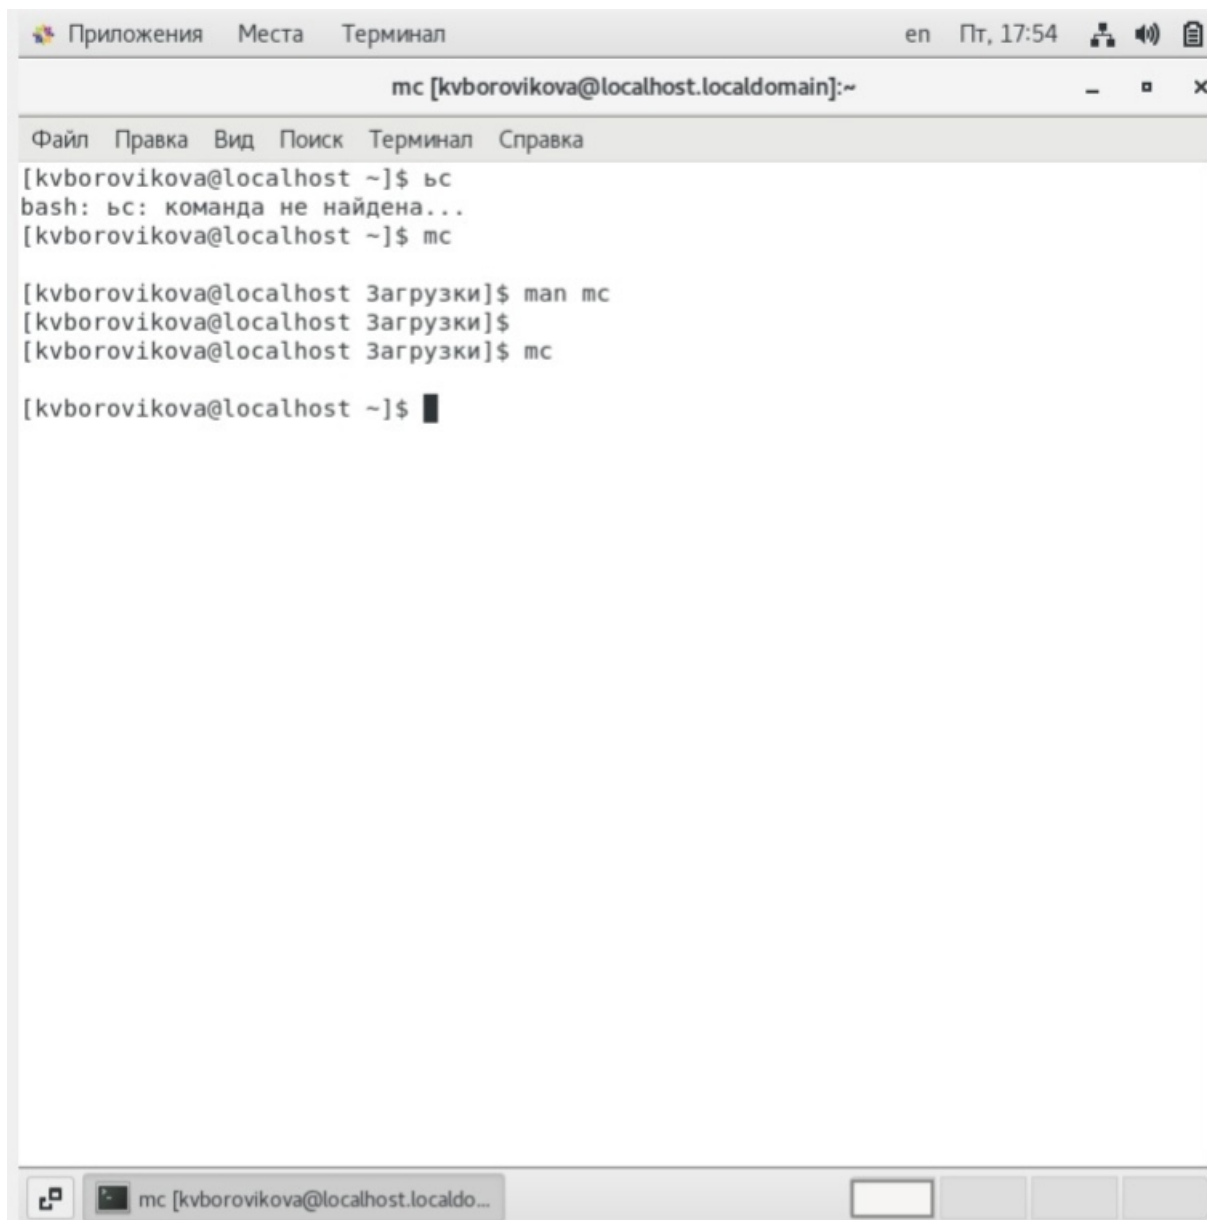 Приложения Места Терминал en Пт, 17:54
mc [kvborovikova@localhost.localdomain]:~
Файл Правка Вид Поиск Терминал Справка
[kvborovikova@localhost ~]$ ьс
bash: ьс: команда не найдена...
[kvborovikova@localhost ~]$ mc
[kvborovikova@localhost Загрузки]$ man mc
[kvborovikova@localhost Загрузки]$
[kvborovikova@localhost Загрузки]$ mc
[kvborovikova@localhost ~]$
mc [kvborovikova@localhost.localdo...